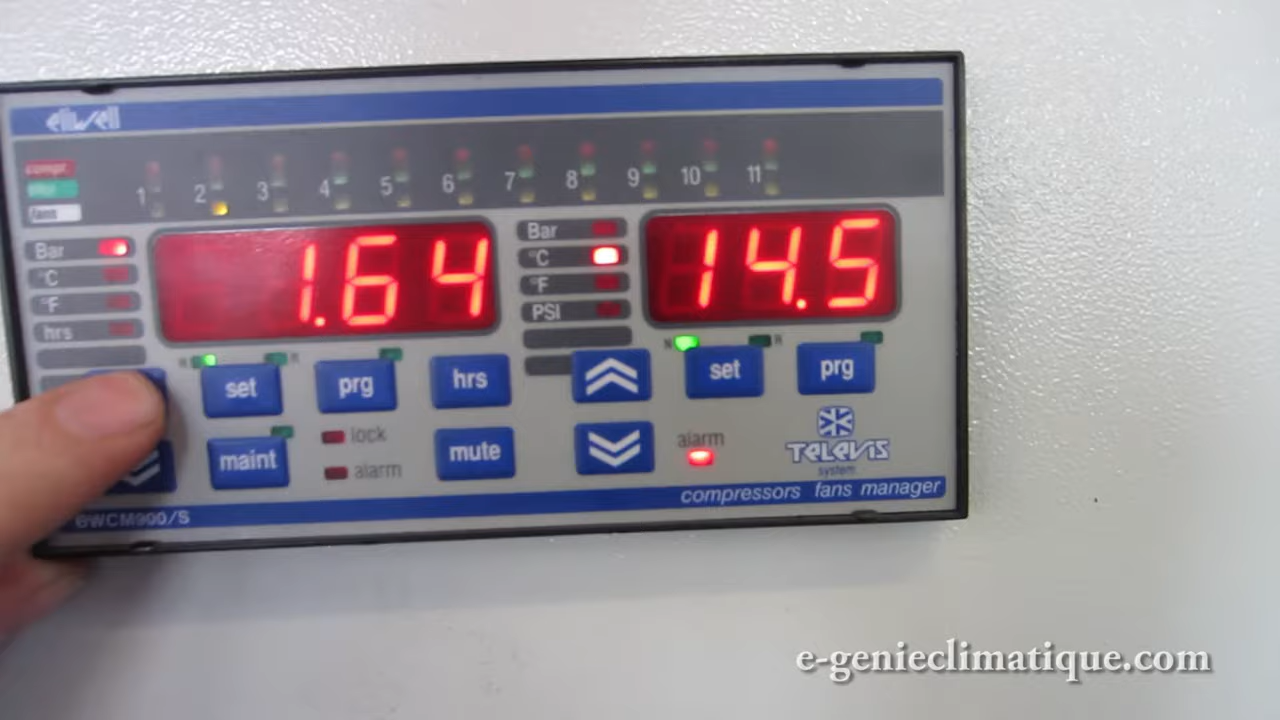 eliwell
compr.
fans
1 2 3 4 5 6 7 8 9 10 11
Bar
°C
°F
hrs
1.64
Bar
°C
°F
PSI
14.5
N R
set
prg
hrs
N R
set
prg
maint
lock
alarm
mute
alarm
TELEVIS
system
compressors fans manager
EWCM900/S
e-genieclimatique.com